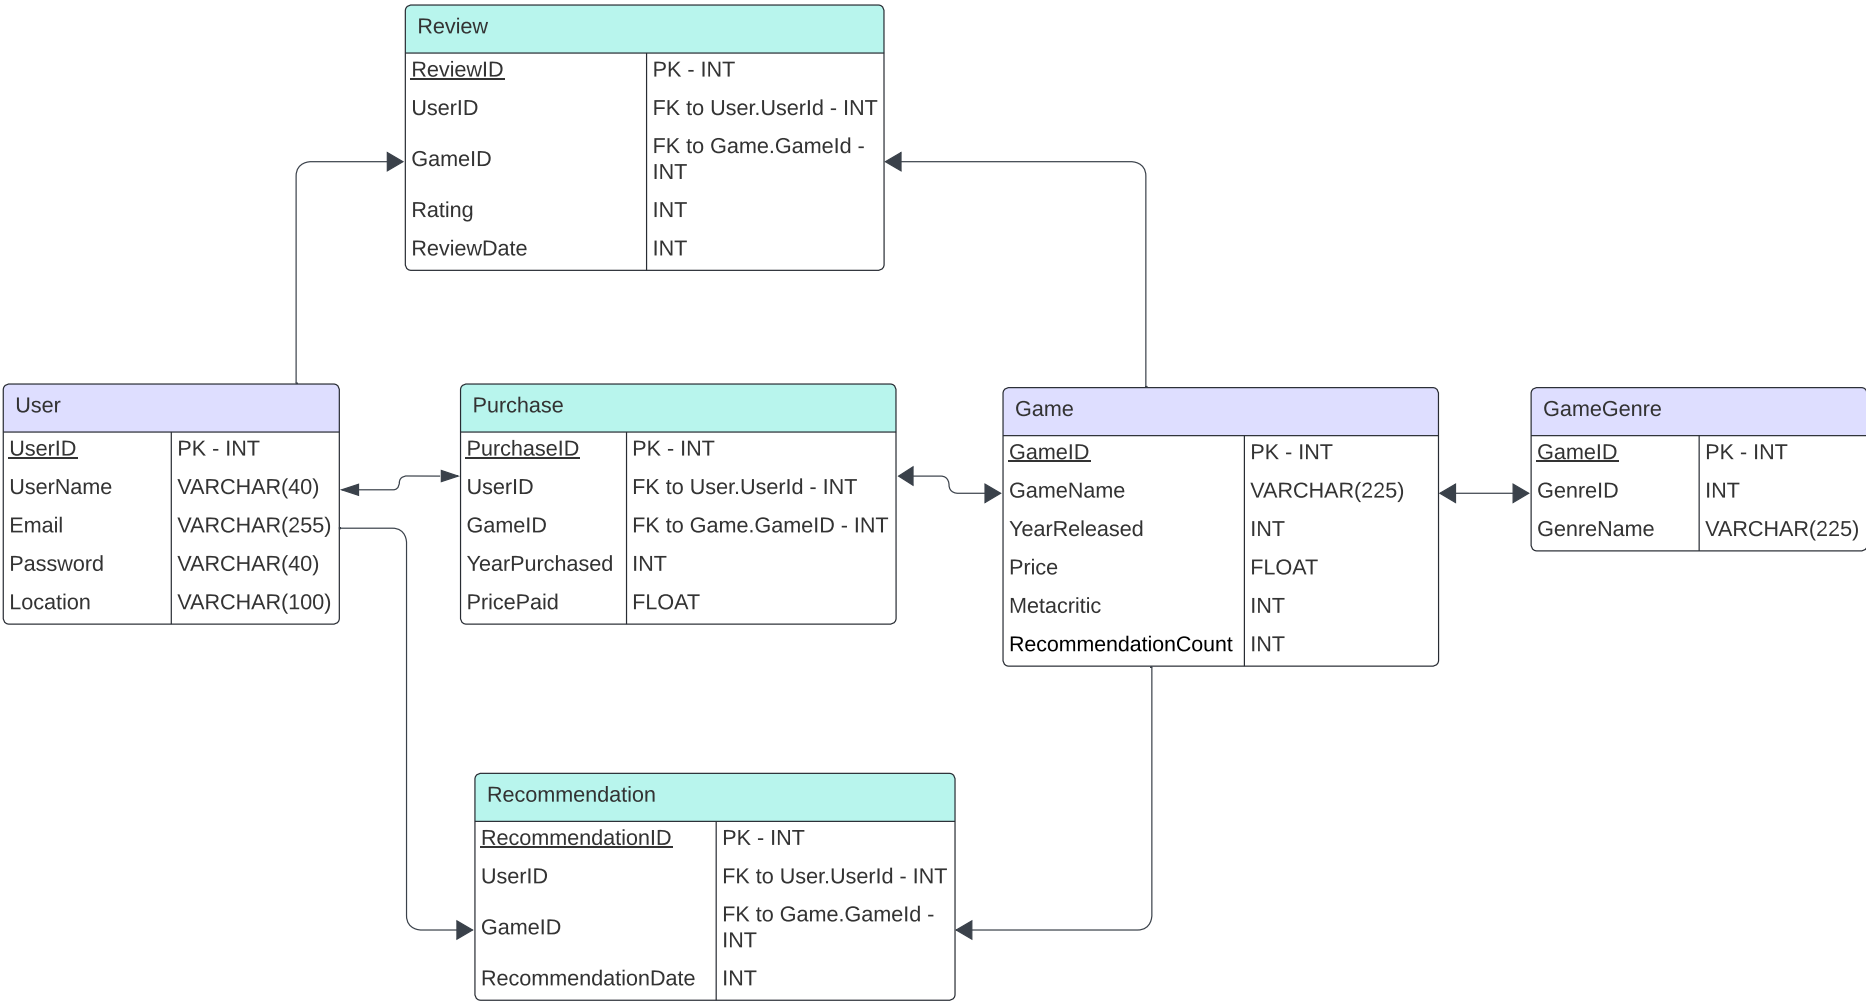 Review
ReviewID PK - INT
UserID FK to User.UserId - INT
GameID FK to Game.GameId -
INT
Rating INT
ReviewDate INT
User
UserID PK - INT
UserName VARCHAR(40)
Email VARCHAR(255)
Password VARCHAR(40)
Location VARCHAR(100)
Purchase
PurchaseID PK - INT
UserID FK to User.UserId - INT
GameID FK to Game.GameID - INT
YearPurchased INT
PricePaid FLOAT
Game
GameID PK - INT
GameName VARCHAR(225)
YearReleased INT
Price FLOAT
Metacritic INT
RecommendationCount INT
GameGenre
GameID PK - INT
GenreID INT
GenreName VARCHAR(225)
Recommendation
RecommendationID PK - INT
UserID FK to User.UserId - INT
GameID FK to Game.GameId -
INT
RecommendationDate INT